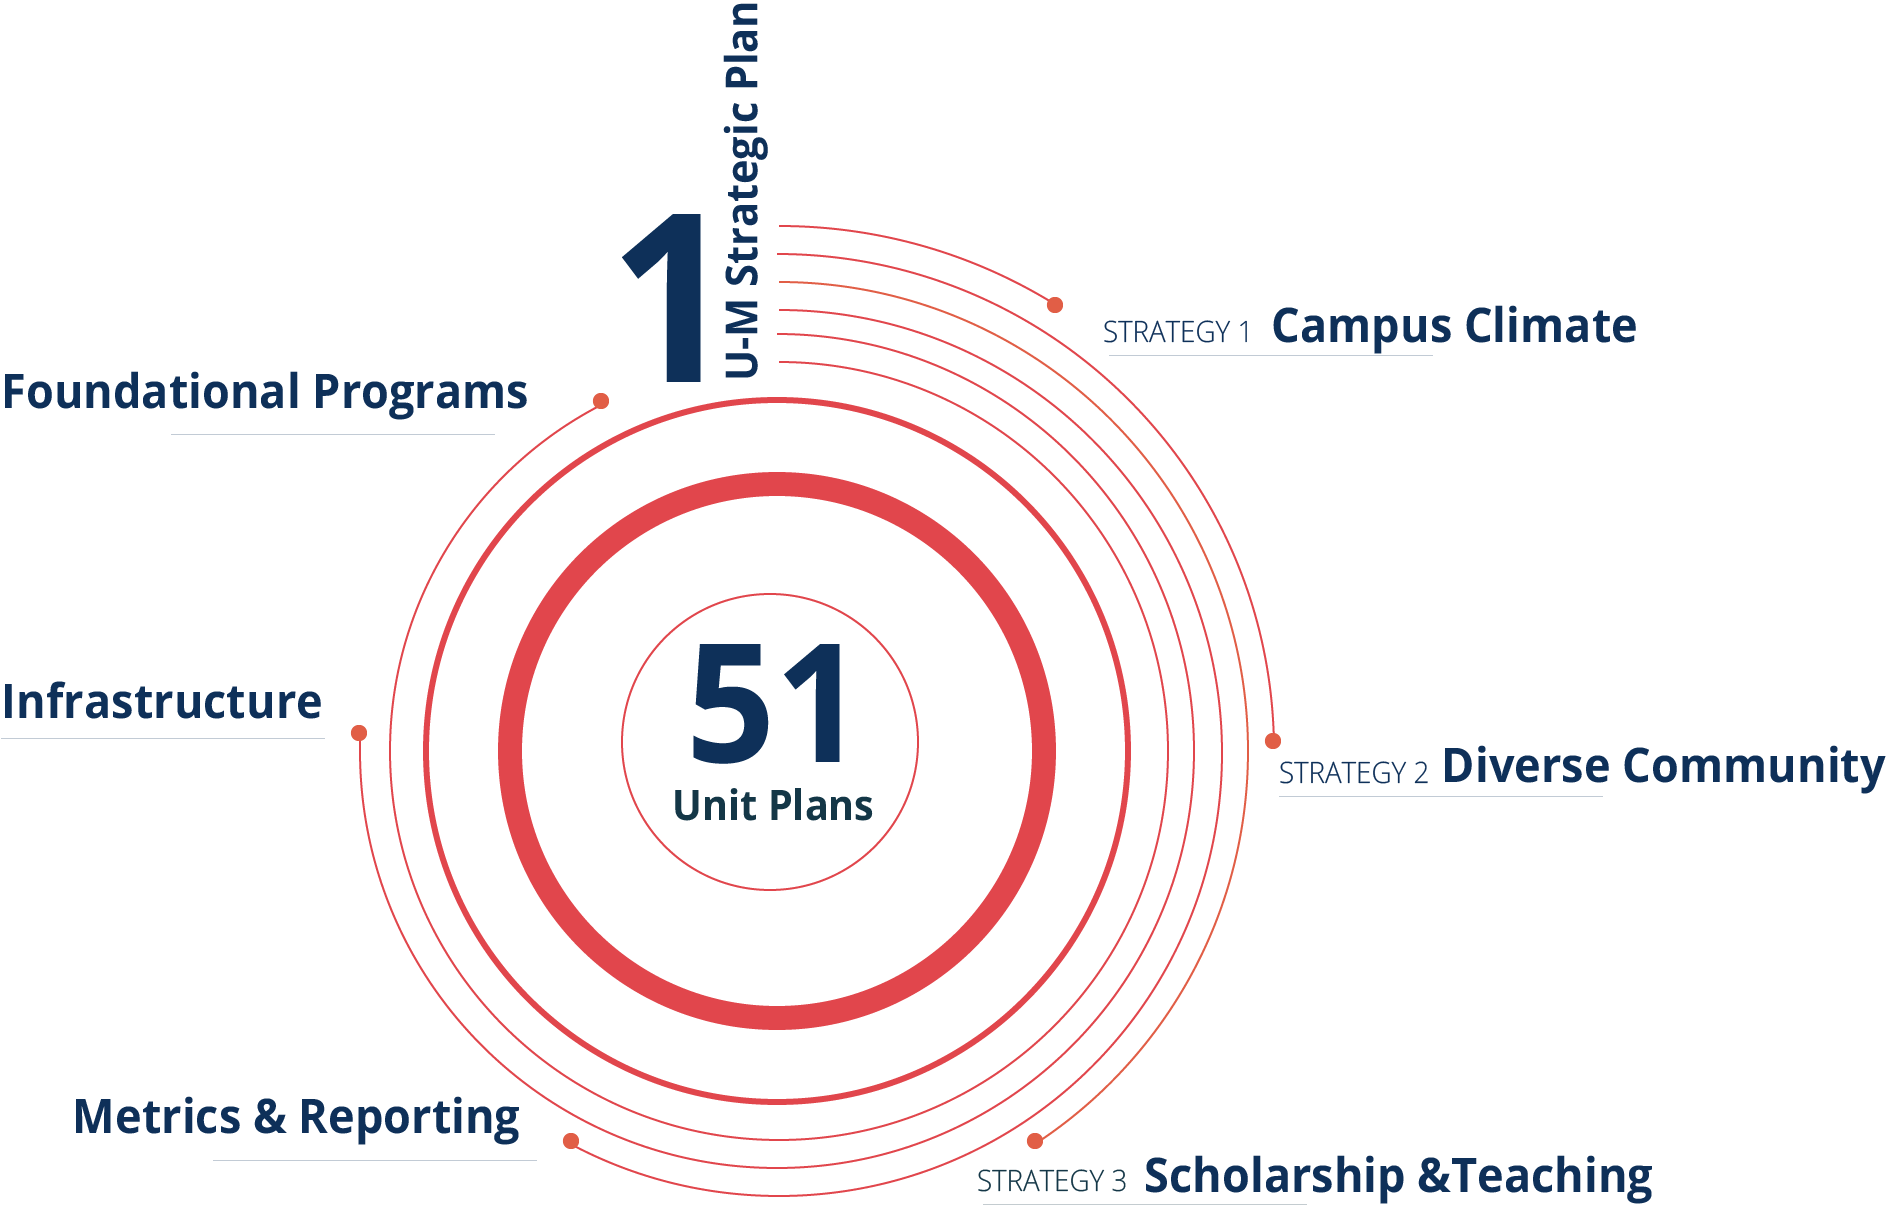 1
U-M Strategic Plan
STRATEGY 1 Campus Climate
Foundational Programs
51
Unit Plans
Infrastructure
STRATEGY 2 Diverse Community
Metrics & Reporting
STRATEGY 3 Scholarship &Teaching